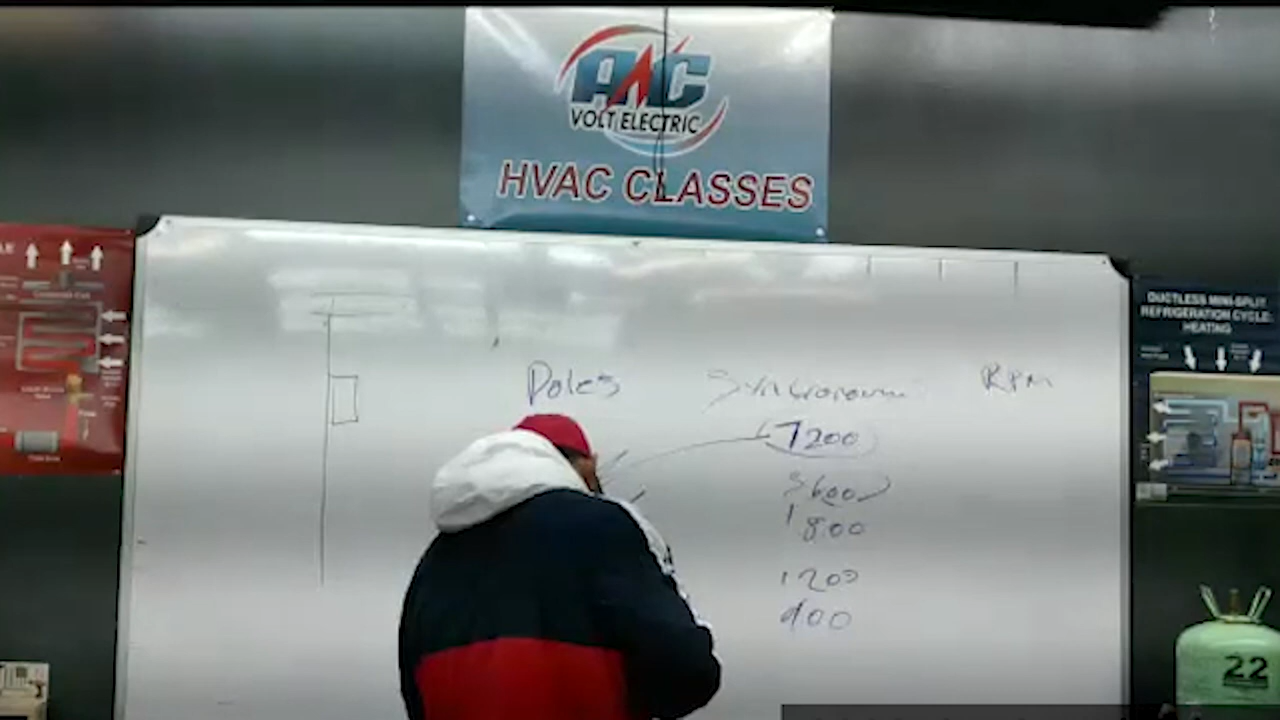 AC
VOLT ELECTRIC
HVAC CLASSES
DUCTLESS MINI-SPLIT
REFRIGERATION CYCLE:
HEATING
Poles RPM
7200
3600
1800
1200
900
22